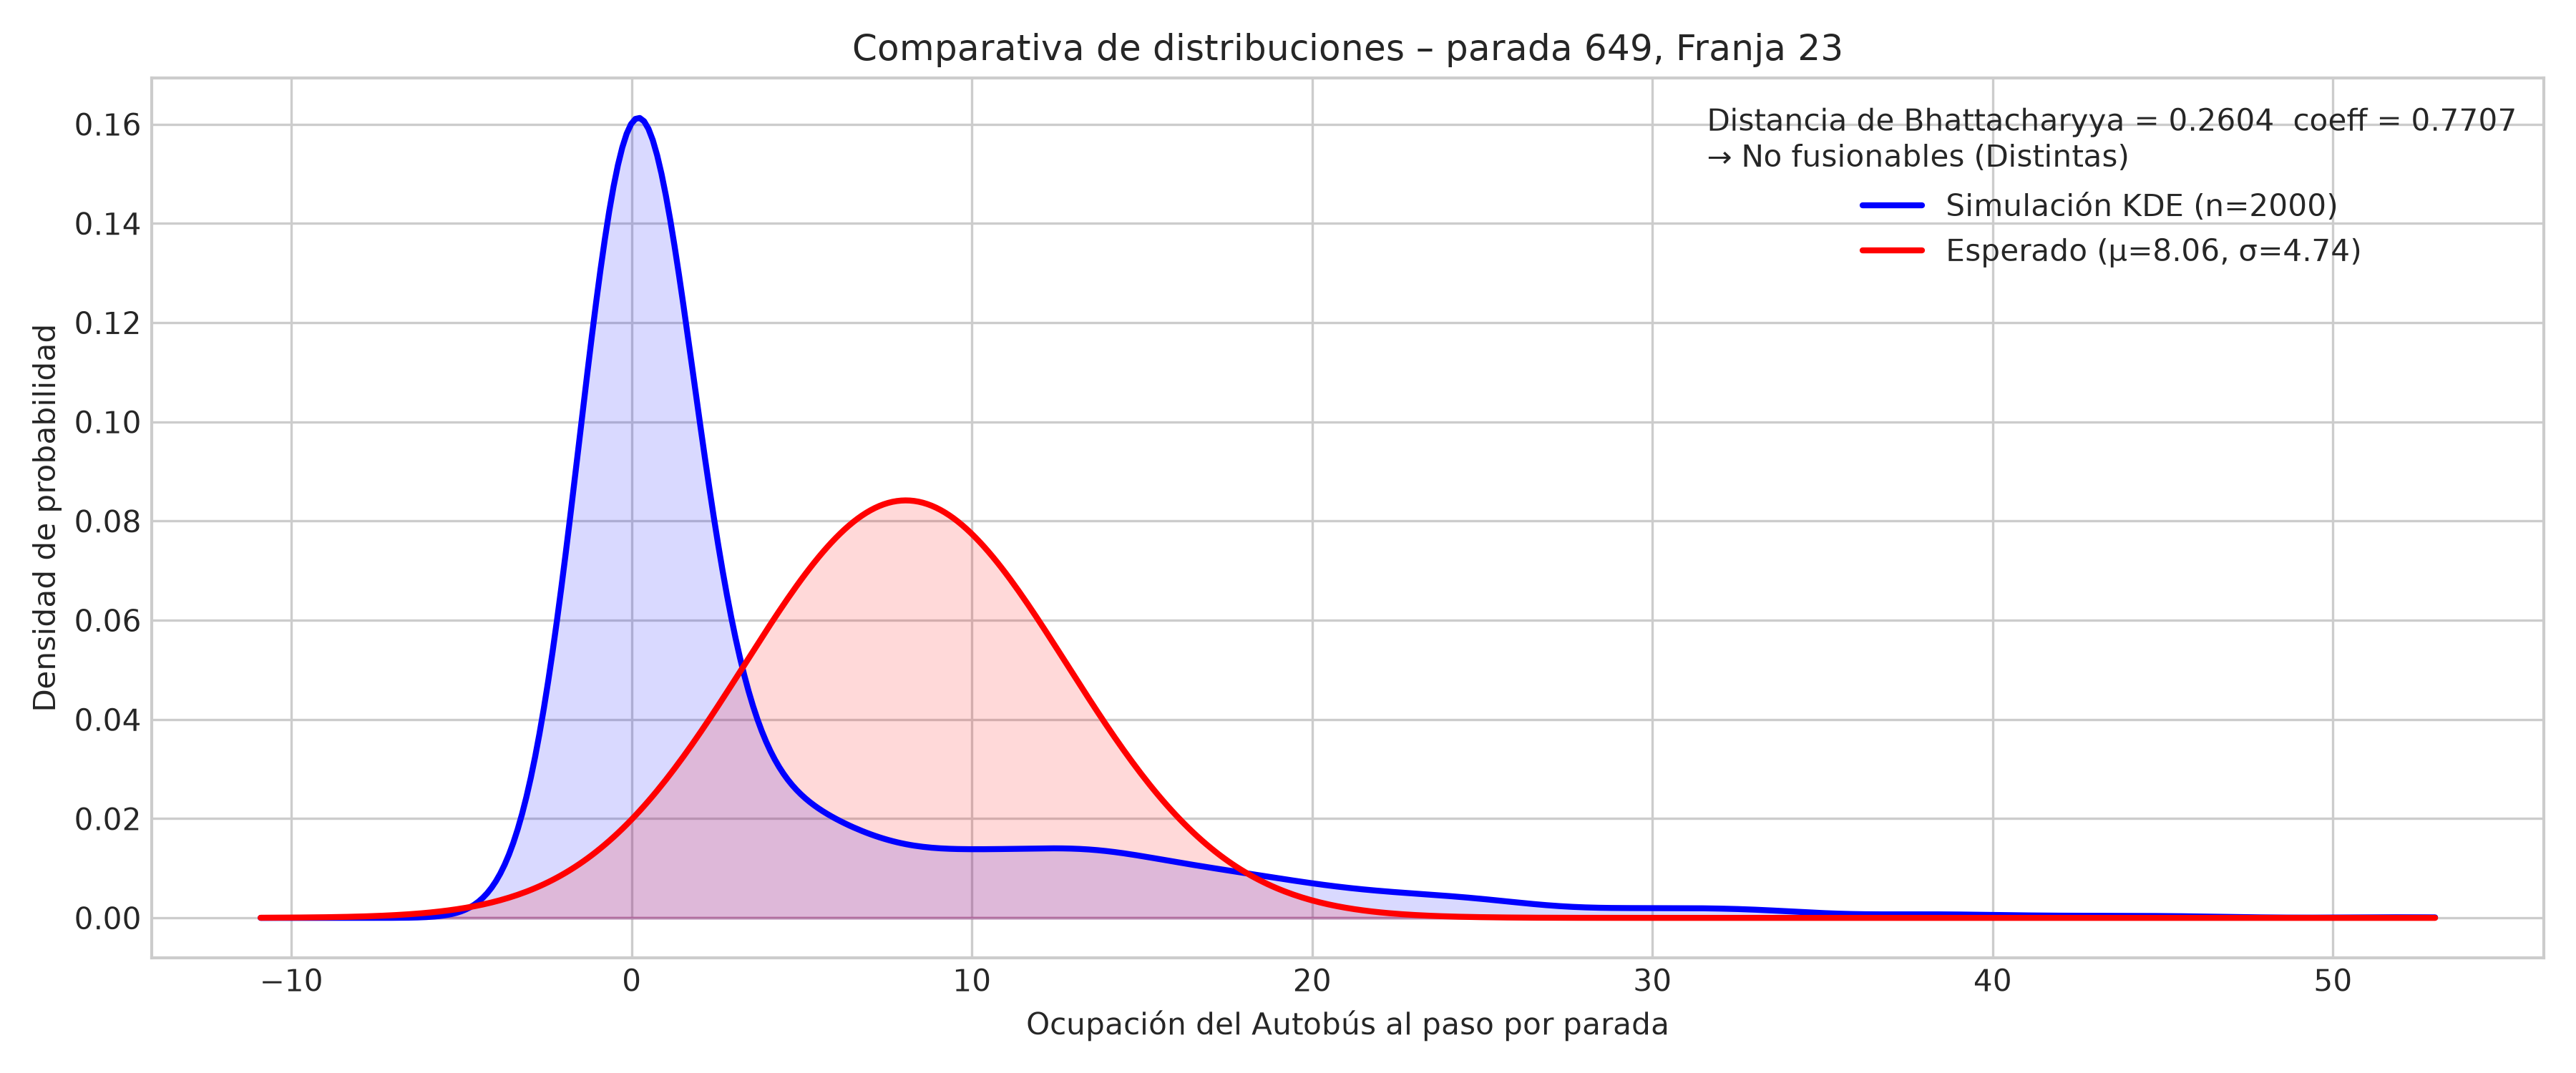 Comparativa de distribuciones – parada 649, Franja 23
Distancia de Bhattacharyya = 0.2604  coeff = 0.7707
→ No fusionables (Distintas)
Simulación KDE (n=2000)
Esperado (μ=8.06, σ=4.74)
Densidad de probabilidad
0.16
0.14
0.12
0.10
0.08
0.06
0.04
0.02
0.00
−10 0 10 20 30 40 50
Ocupación del Autobús al paso por parada